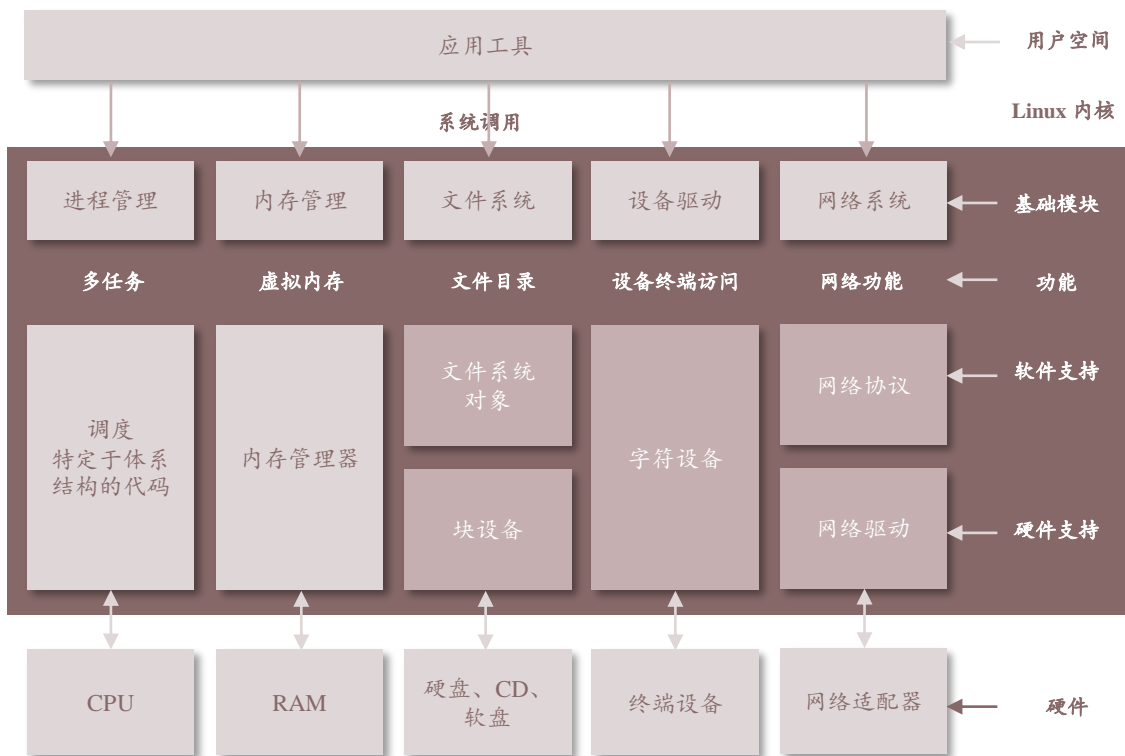 应用工具
用户空间
系统调用
Linux 内核
进程管理
内存管理
文件系统
设备驱动
网络系统
基础模块
多任务
虚拟内存
文件目录
设备终端访问
网络功能
功能
调度
特定于体系
结构的代码
内存管理器
文件系统
对象
块设备
字符设备
网络协议
软件支持
网络驱动
硬件支持
CPU
RAM
硬盘、CD、
软盘
终端设备
网络适配器
硬件